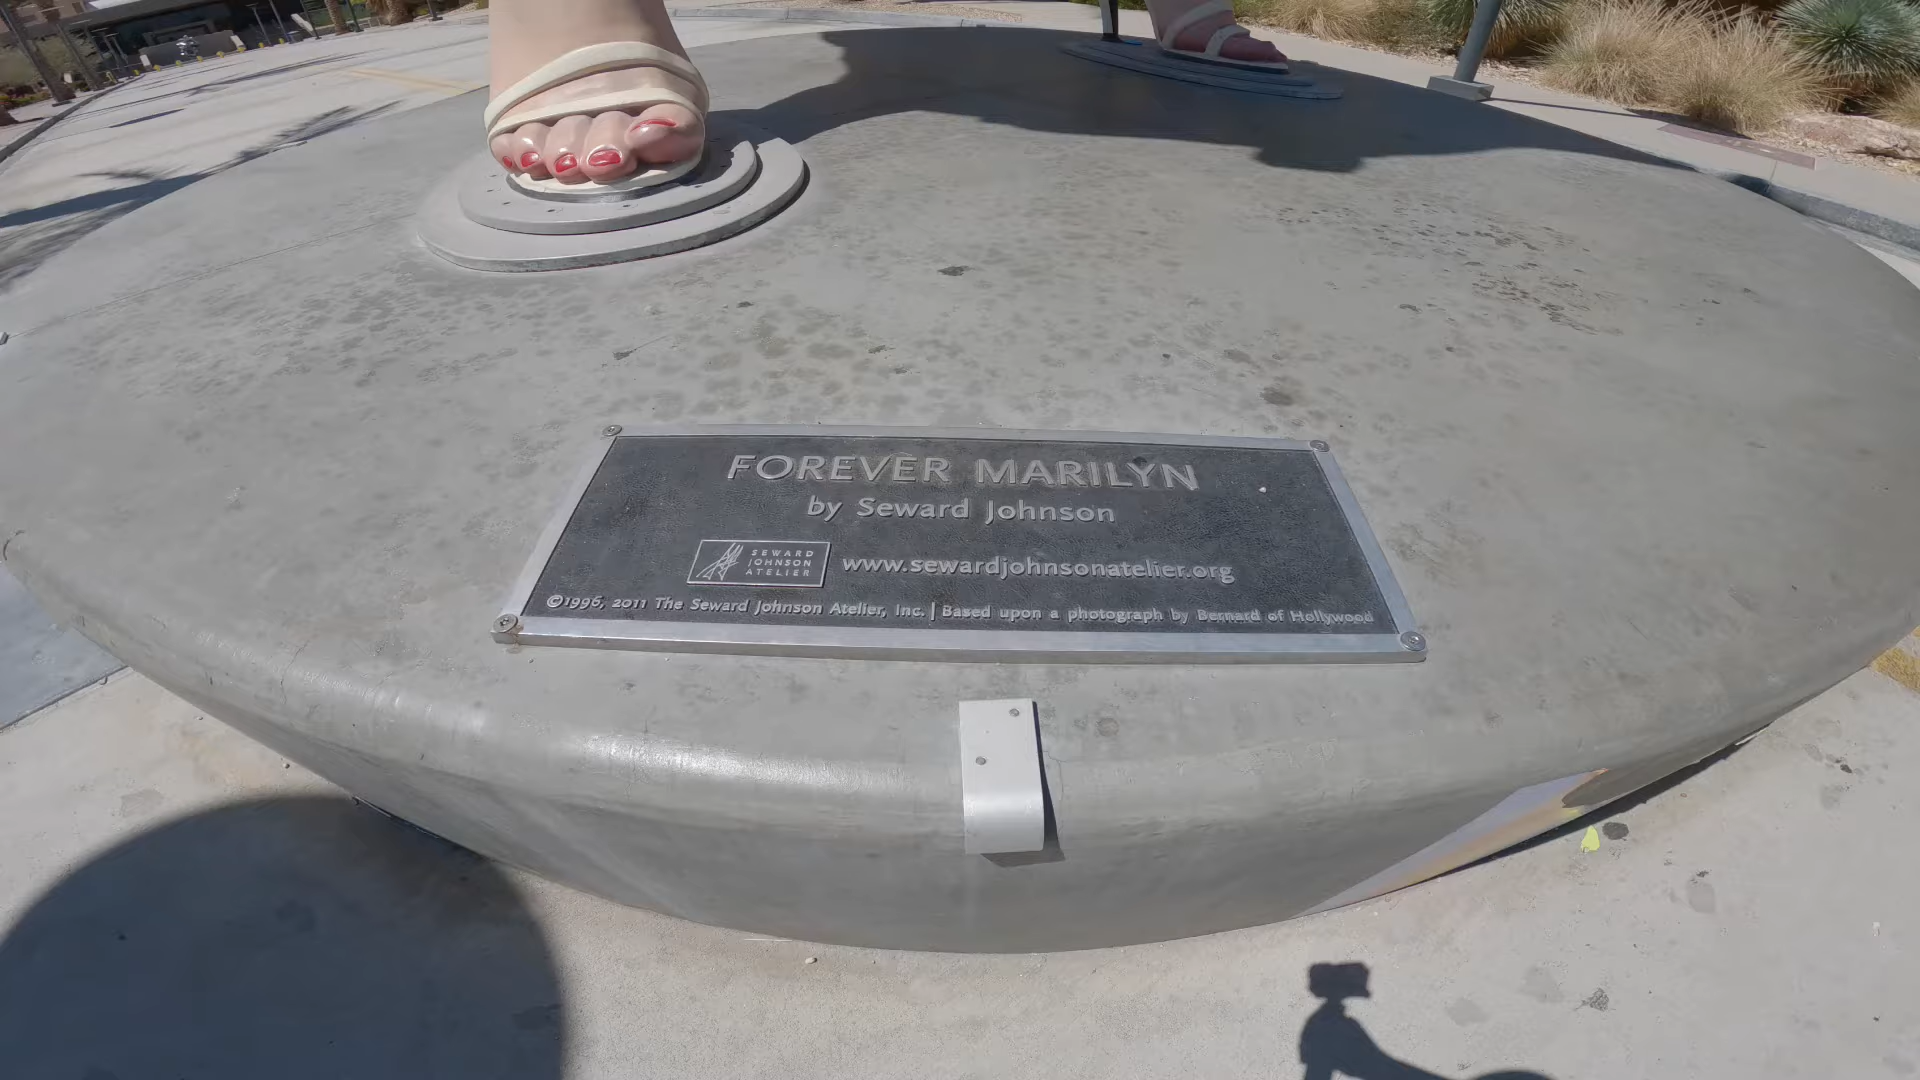 FOREVER MARILYN
by Seward Johnson
SEWARD
JOHNSON
ATELIER
www.sewardjohnsonatelier.org
©1996, 2011 The Seward Johnson Atelier, Inc. | Based upon a photograph by Bernard of Hollywood